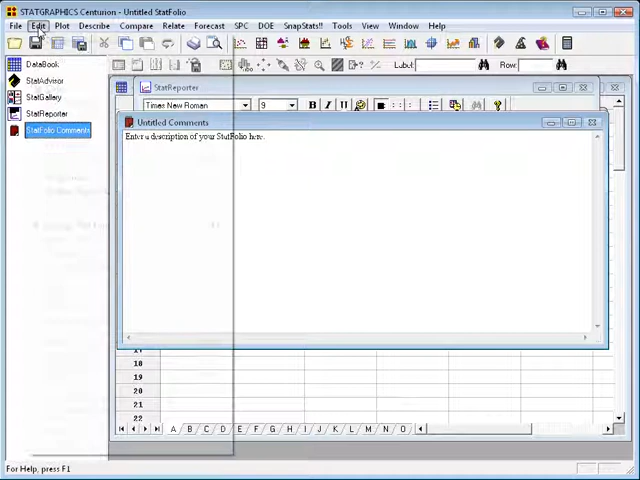 STATGRAPHICS Centurion - Untitled StatFolio
File Edit Plot Describe Compare Relate Forecast SPC DOE SnapStats!! Tools View Window Help
Label: Row:
DataBook
StatAdvisor
StatGallery
StatReporter
StatFolio Comments
StatReporter
Times New Roman 9 B I U
Untitled Comments
Enter a description of your StatFolio here.
18
19
20
21
22
A B C D E F G H I J K L M N O
For Help, press F1